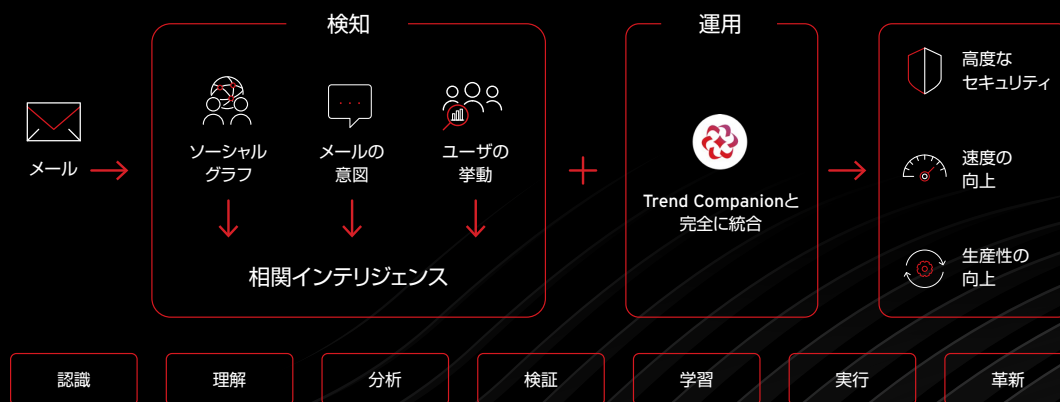 検知
運用
メール
ソーシャル
グラフ
メールの
意図
ユーザの
挙動
相関インテリジェンス
Trend Companionと
完全に統合
高度な
セキュリティ
速度の
向上
生産性の
向上
認識
理解
分析
検証
学習
実行
革新